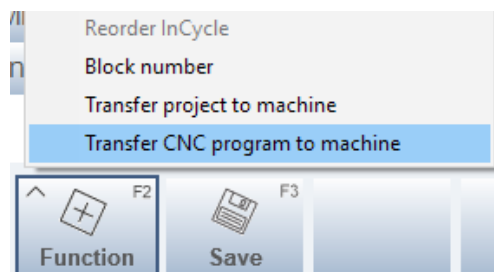 Reorder InCycle
Block number
Transfer project to machine
Transfer CNC program to machine
F2
F3
Function
Save